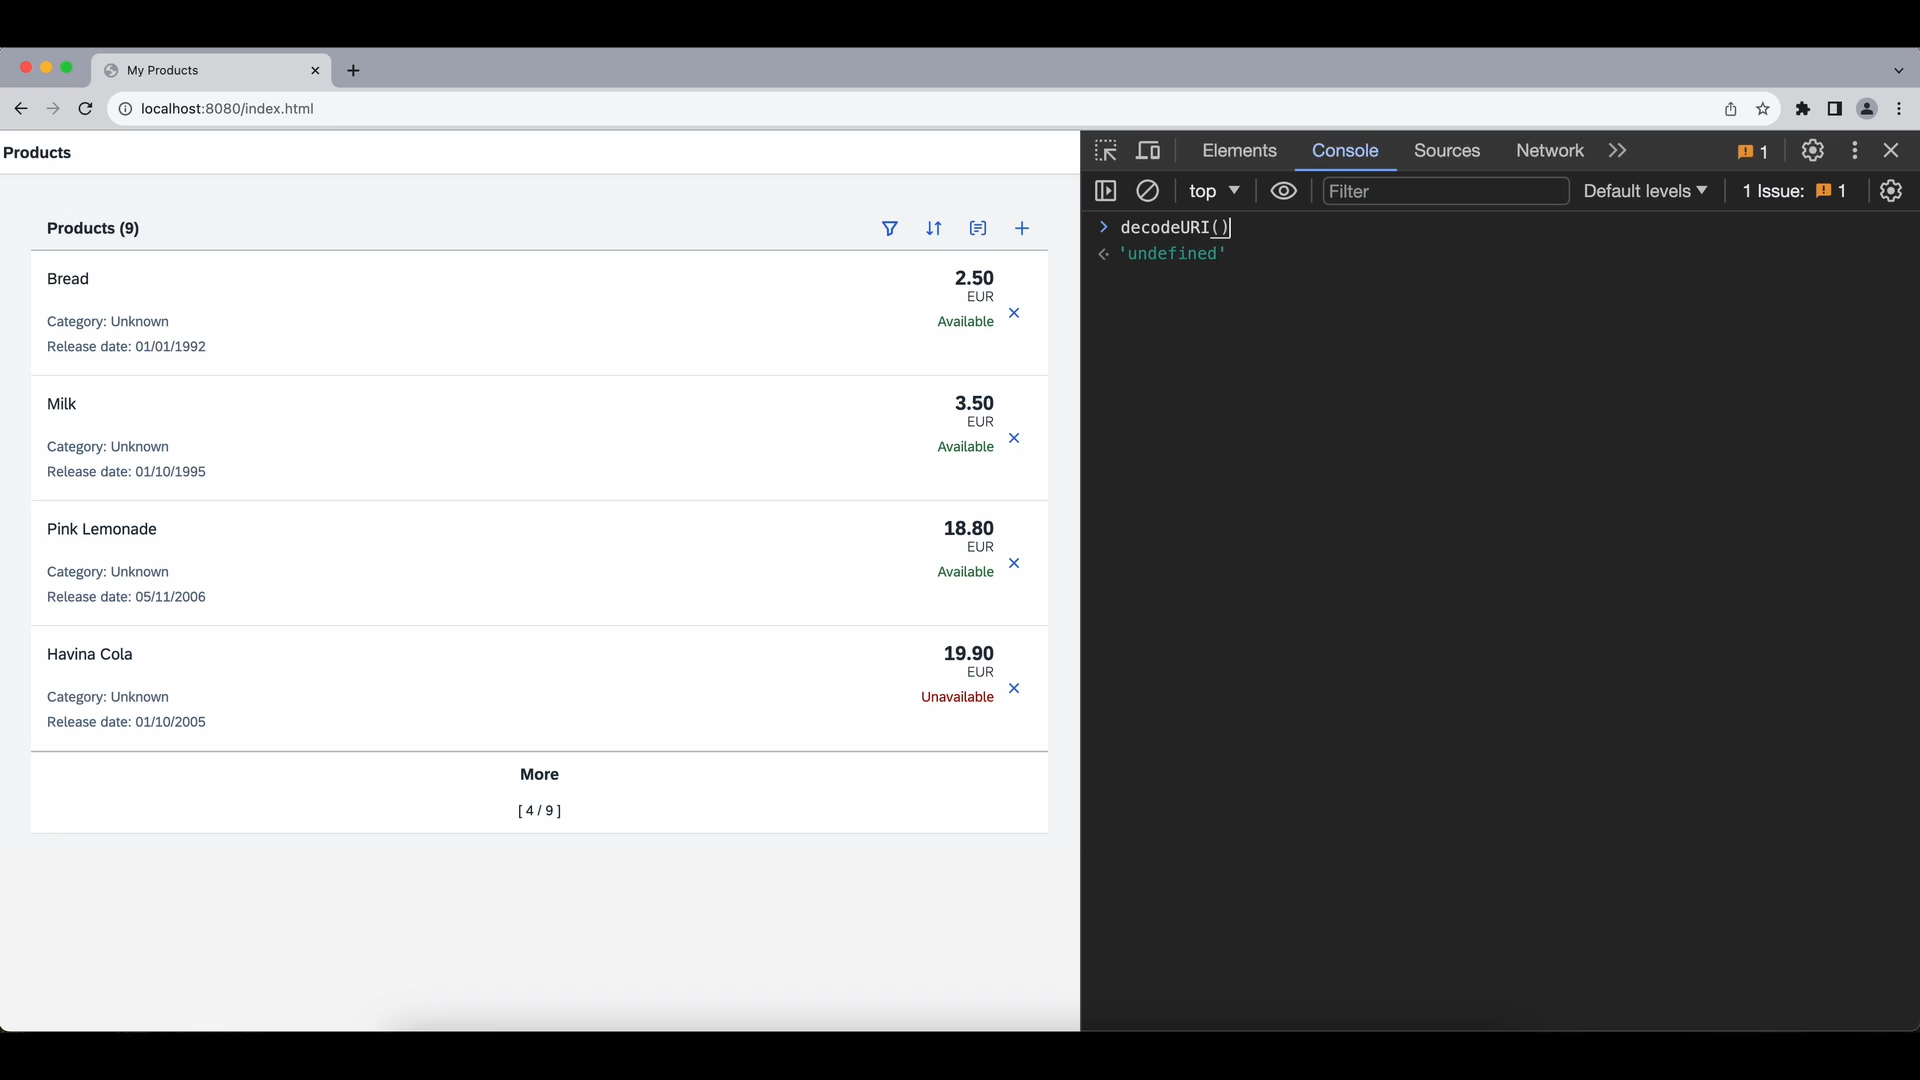 My Products
localhost:8080/index.html
Products
Products (9)
Bread
2.50
EUR
Category: Unknown
Available
Release date: 01/01/1992
Milk
3.50
EUR
Category: Unknown
Available
Release date: 01/10/1995
Pink Lemonade
18.80
EUR
Category: Unknown
Available
Release date: 05/11/2006
Havina Cola
19.90
EUR
Category: Unknown
Unavailable
Release date: 01/10/2005
More
[ 4 / 9 ]
Elements Console Sources Network 1
top Filter Default levels 1 Issue: 1
decodeURI()
'undefined'